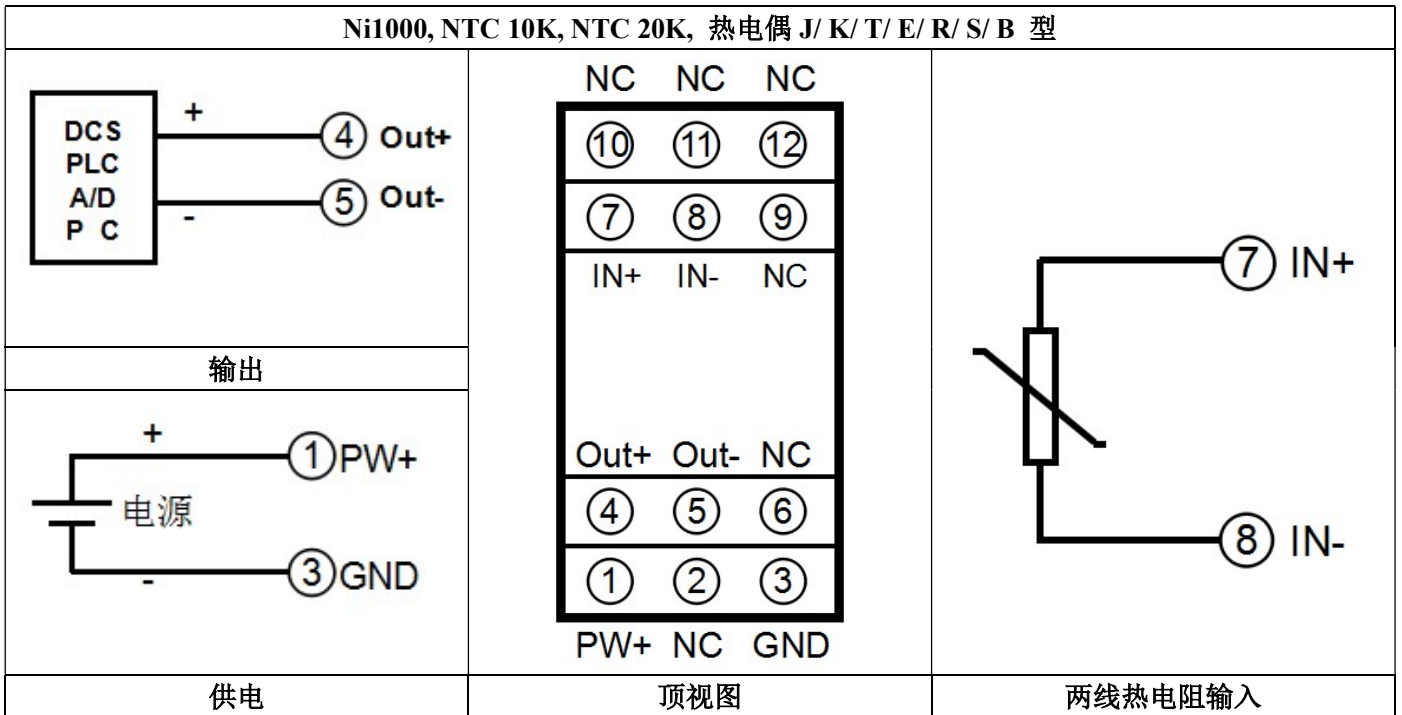 Ni1000, NTC 10K, NTC 20K, 热电偶 J/ K/ T/ E/ R/ S/ B 型
DCS
PLC
A/D
P C
+
-
4 Out+
5 Out-
输出
+
-
电源
1 PW+
3 GND
供电
NC NC NC
10 11 12
7 8 9
IN+ IN- NC
Out+ Out- NC
4 5 6
1 2 3
PW+ NC GND
顶视图
7 IN+
8 IN-
两线热电阻输入